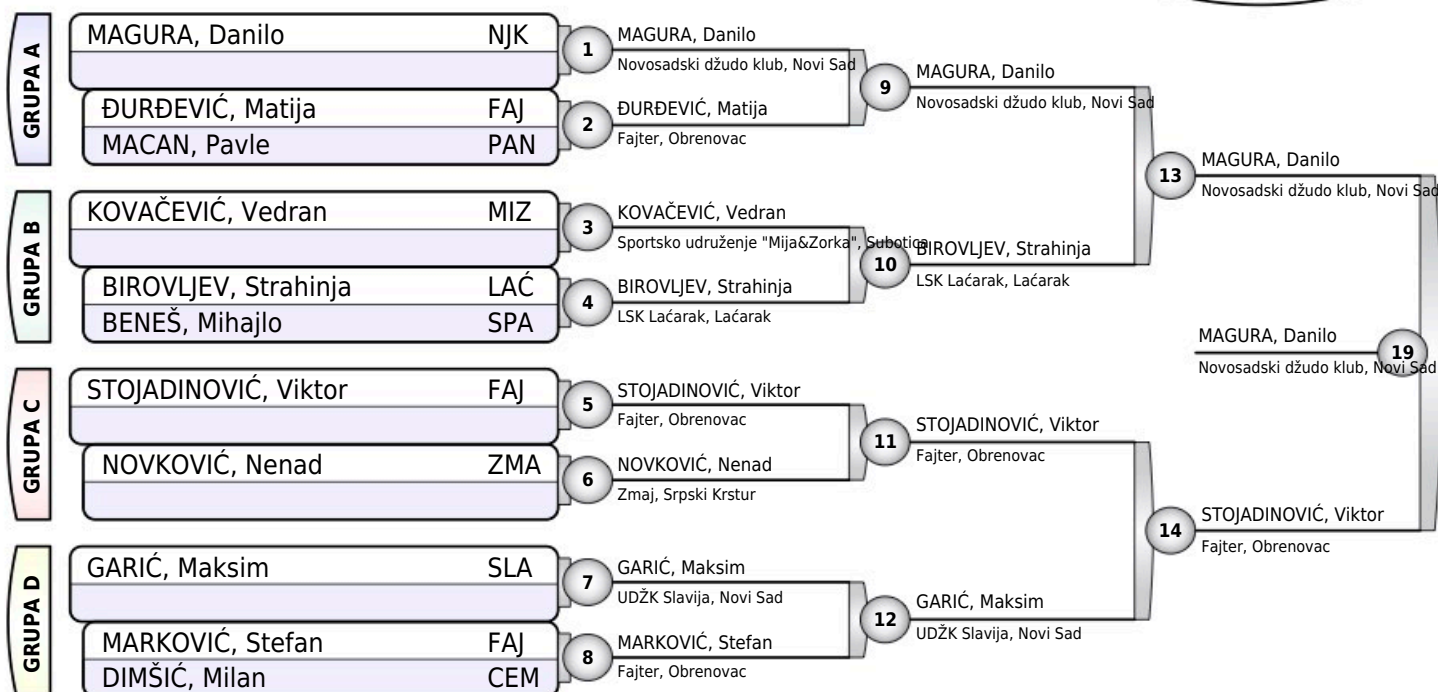 GRUPA A
MAGURA, Danilo NJK
ĐURĐEVIĆ, Matija FAJ
MACAN, Pavle PAN
1
MAGURA, Danilo
Novosadski džudo klub, Novi Sad
2
ĐURĐEVIĆ, Matija
Fajter, Obrenovac
9
MAGURA, Danilo
Novosadski džudo klub, Novi Sad
GRUPA B
KOVAČEVIĆ, Vedran MIZ
BIROVLJEV, Strahinja LAĆ
BENEŠ, Mihajlo SPA
3
KOVAČEVIĆ, Vedran
Sportsko udruženje "Mija&Zorka", Subotica
4
BIROVLJEV, Strahinja
LSK Laćarak, Laćarak
10
BIROVLJEV, Strahinja
LSK Laćarak, Laćarak
13
MAGURA, Danilo
Novosadski džudo klub, Novi Sad
MAGURA, Danilo
Novosadski džudo klub, Novi Sad
19
GRUPA C
STOJADINOVIĆ, Viktor FAJ
NOVKOVIĆ, Nenad ZMA
5
STOJADINOVIĆ, Viktor
Fajter, Obrenovac
6
NOVKOVIĆ, Nenad
Zmaj, Srpski Krstur
11
STOJADINOVIĆ, Viktor
Fajter, Obrenovac
GRUPA D
GARIĆ, Maksim SLA
MARKOVIĆ, Stefan FAJ
DIMŠIĆ, Milan CEM
7
GARIĆ, Maksim
UDŽK Slavija, Novi Sad
8
MARKOVIĆ, Stefan
Fajter, Obrenovac
12
GARIĆ, Maksim
UDŽK Slavija, Novi Sad
14
STOJADINOVIĆ, Viktor
Fajter, Obrenovac